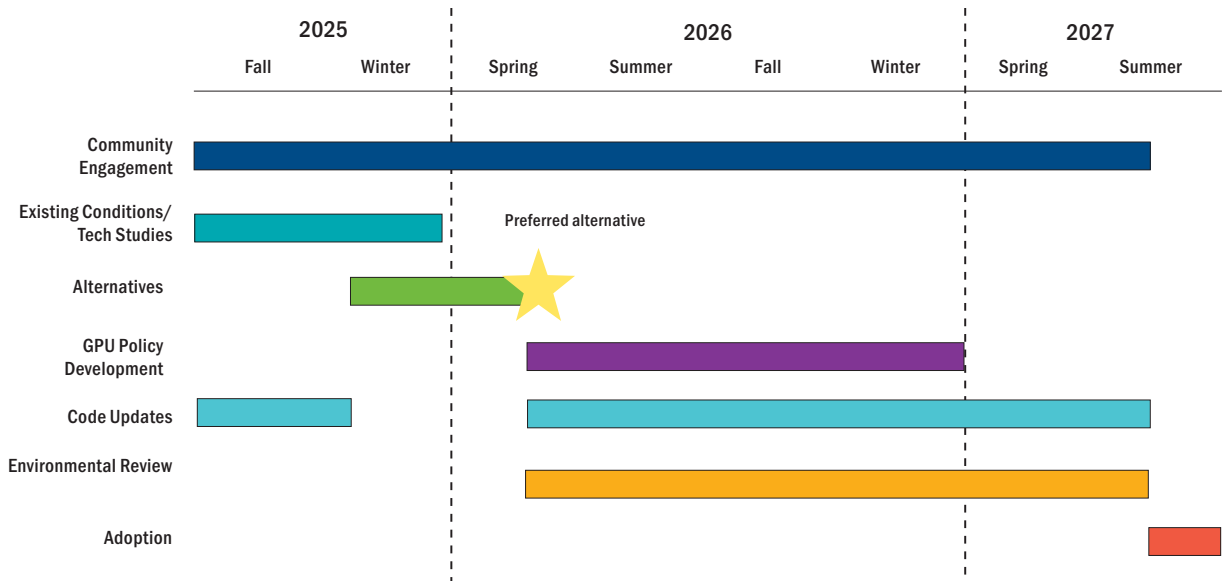 2025
2026
2027
Fall
Winter
Spring
Summer
Fall
Winter
Spring
Summer
Community
Engagement
Existing Conditions/
Tech Studies
Preferred alternative
Alternatives
GPU Policy
Development
Code Updates
Environmental Review
Adoption